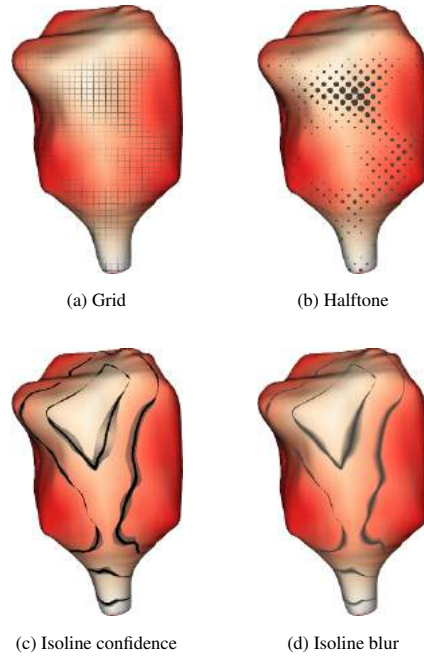 (a) Grid
(b) Halftone
(c) Isoline confidence
(d) Isoline blur